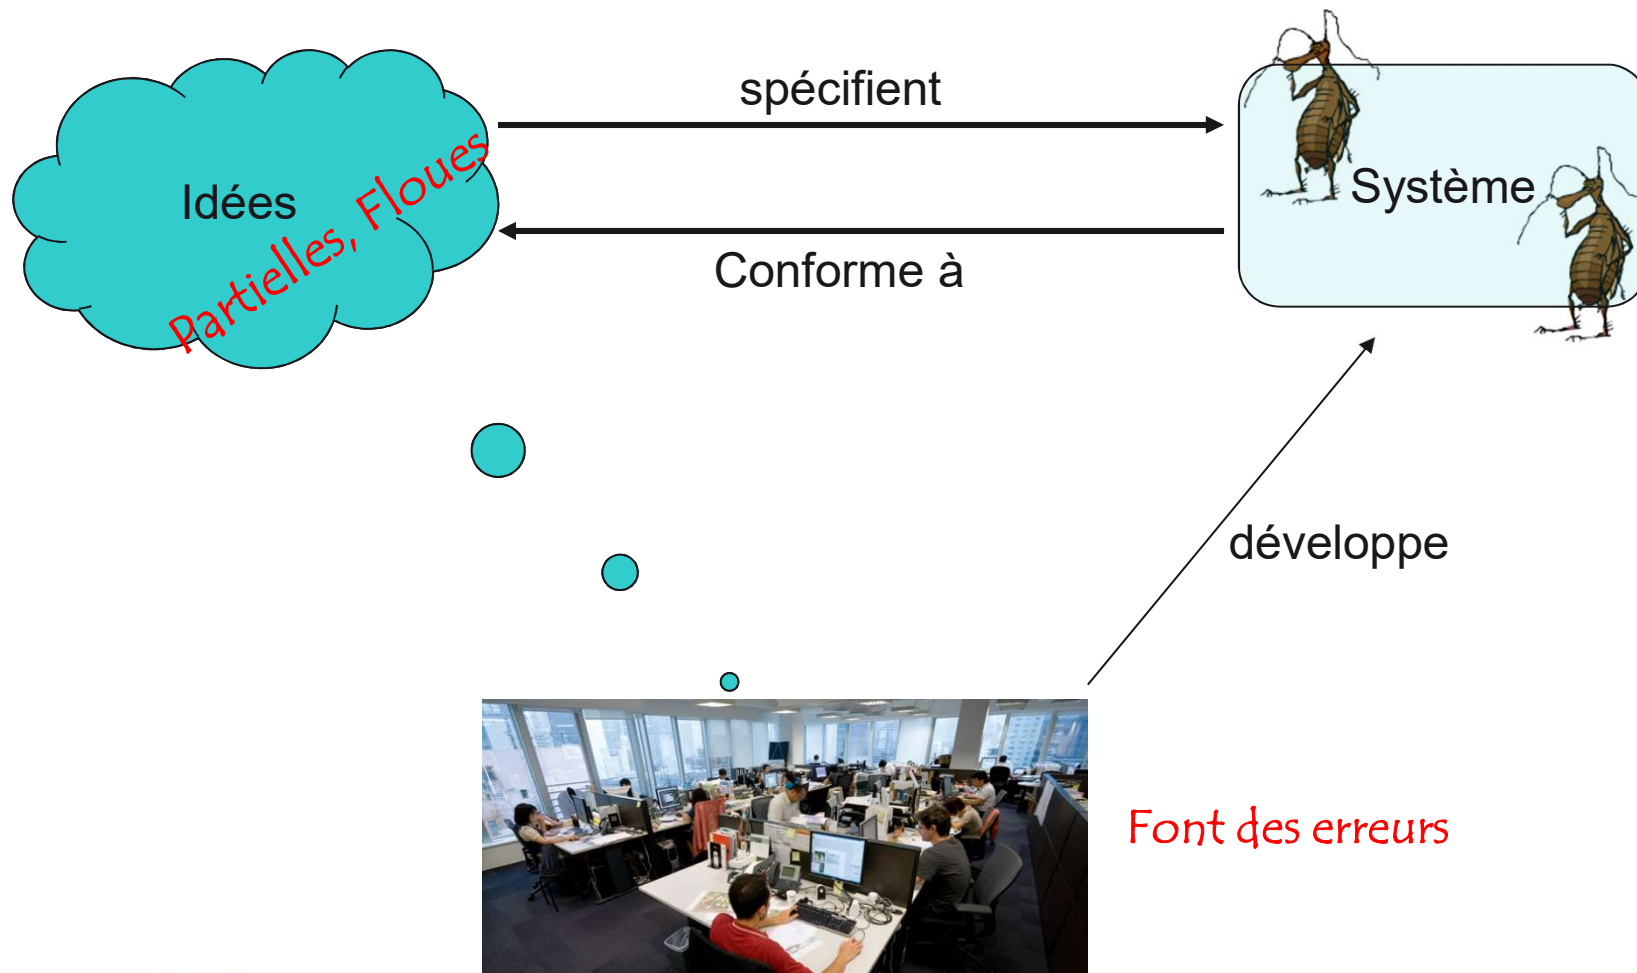 spécifient
Idées
Partielles, Floues
Système
Conforme à
développe
Font des erreurs